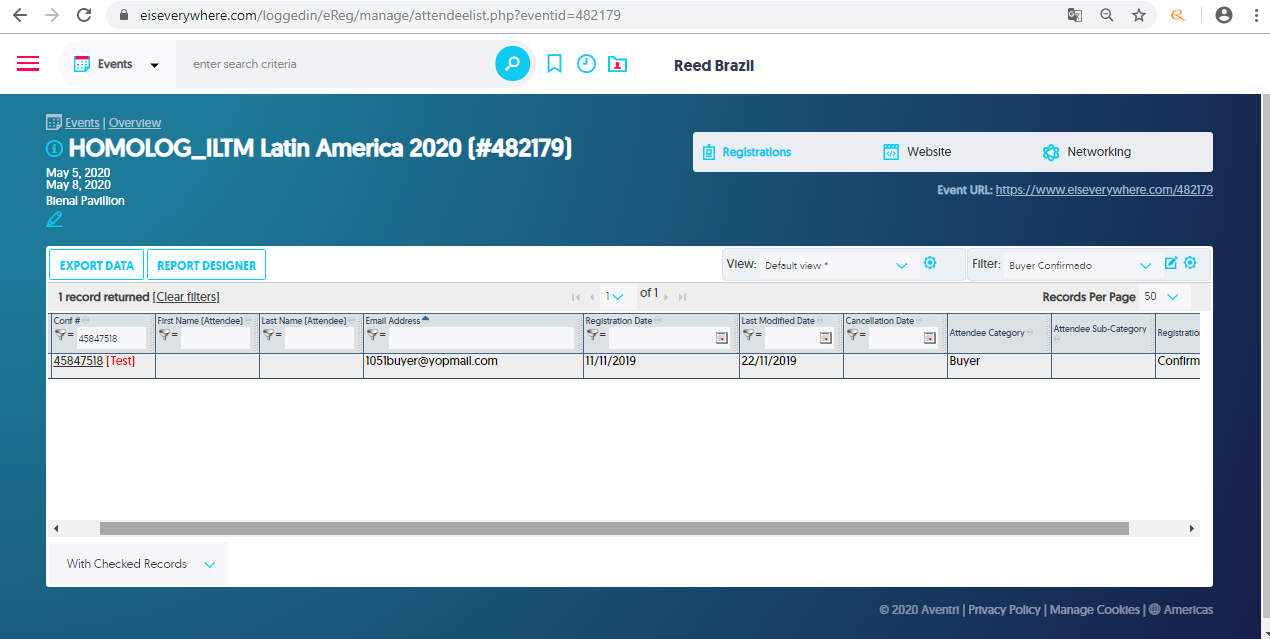 eiseverywhere.com/loggedin/eReg/manage/attendeelist.php?eventid=482179
Events
enter search criteria
Reed Brazil
Events | Overview
HOMOLOG_ILTM Latin America 2020 (#482179)
May 5, 2020
May 8, 2020
Bienal Pavillion
Registrations Website Networking
Event URL: https://www.eiseverywhere.com/482179
EXPORT DATA REPORT DESIGNER View: Default view * Filter: Buyer Confirmado
1 record returned [Clear filters] 1 of 1 Records Per Page 50
Conf # First Name [Attendee] Last Name [Attendee] Email Address Registration Date Last Modified Date Cancellation Date Attendee Category Attendee Sub-Category Registratio
= 45847518 = = = = = =
45847518 [Test] 1051buyer@yopmail.com 11/11/2019 22/11/2019 Buyer Confirm
With Checked Records
© 2020 Aventri | Privacy Policy | Manage Cookies | Americas